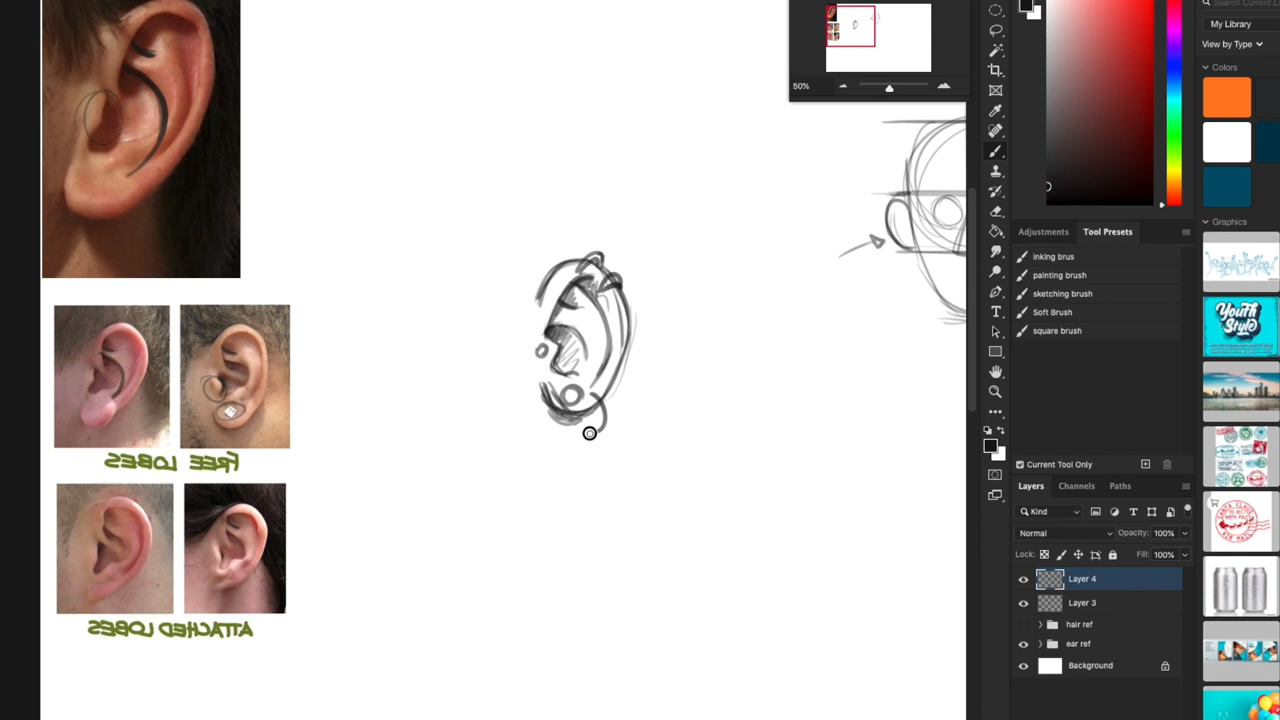 Search Current L
My Library
View by Type
Colors
Graphics
50%
Adjustments
Tool Presets
inking brus
painting brush
sketching brush
Soft Brush
square brush
Current Tool Only
Layers
Channels
Paths
Kind
Normal
Opacity: 100%
Lock:
Fill: 100%
Layer 4
Layer 3
hair ref
ear ref
Background
FREE LOBES
ATTACHED LOBES
Youth
Style